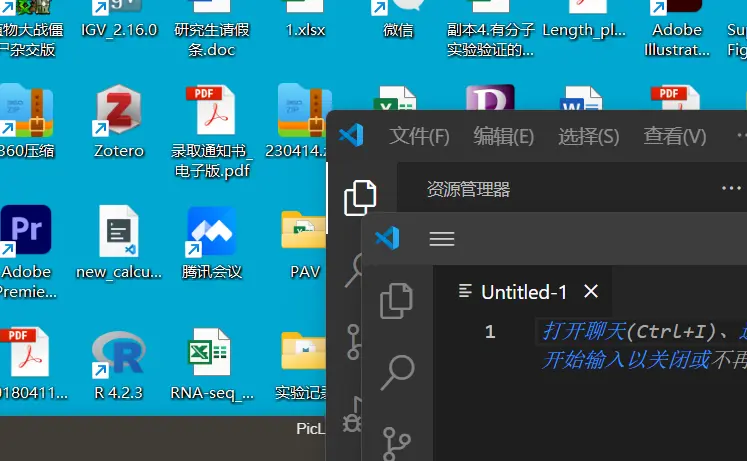 植物大战僵
尸杂交版
IGV_2.16.0
研究生请假
条.doc
1.xlsx
微信
副本4.有分子
实验验证的...
Length_pl...
Adobe
Illustrat...
360压缩
Zotero
PDF
录取通知书_
电子版.pdf
230414.z
PDF
文件(F)
编辑(E)
选择(S)
查看(V)
资源管理器
Adobe
Premie...
new_calcu...
腾讯会议
PAV
Untitled-1
1
打开聊天(Ctrl+I)、
开始输入以关闭或不再
PDF
0180411...
R 4.2.3
RNA-seq_...
实验记录
PicL